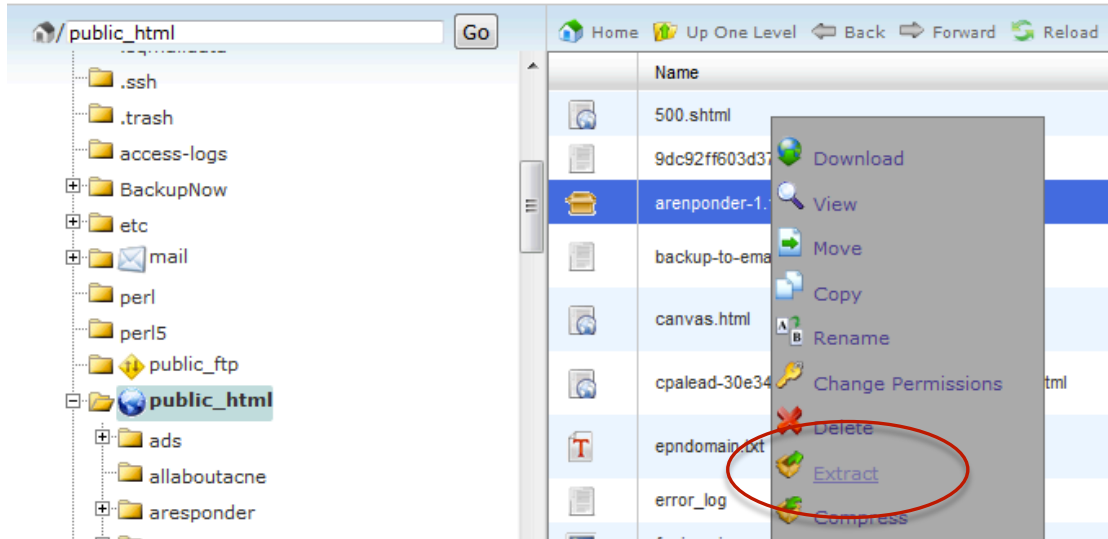 / public_html Go
.ssh
.trash
access-logs
BackupNow
etc
mail
perl
perl5
public_ftp
public_html
ads
allaboutacne
aresponder
Home Up One Level Back Forward Reload
Name
500.shtml
9dc92ff603d37
arenponder-1.
backup-to-ema
canvas.html
cpalead-30e34 tml
epndomain.txt
error_log
Download
View
Move
Copy
Rename
Change Permissions
Delete
Extract
Compress